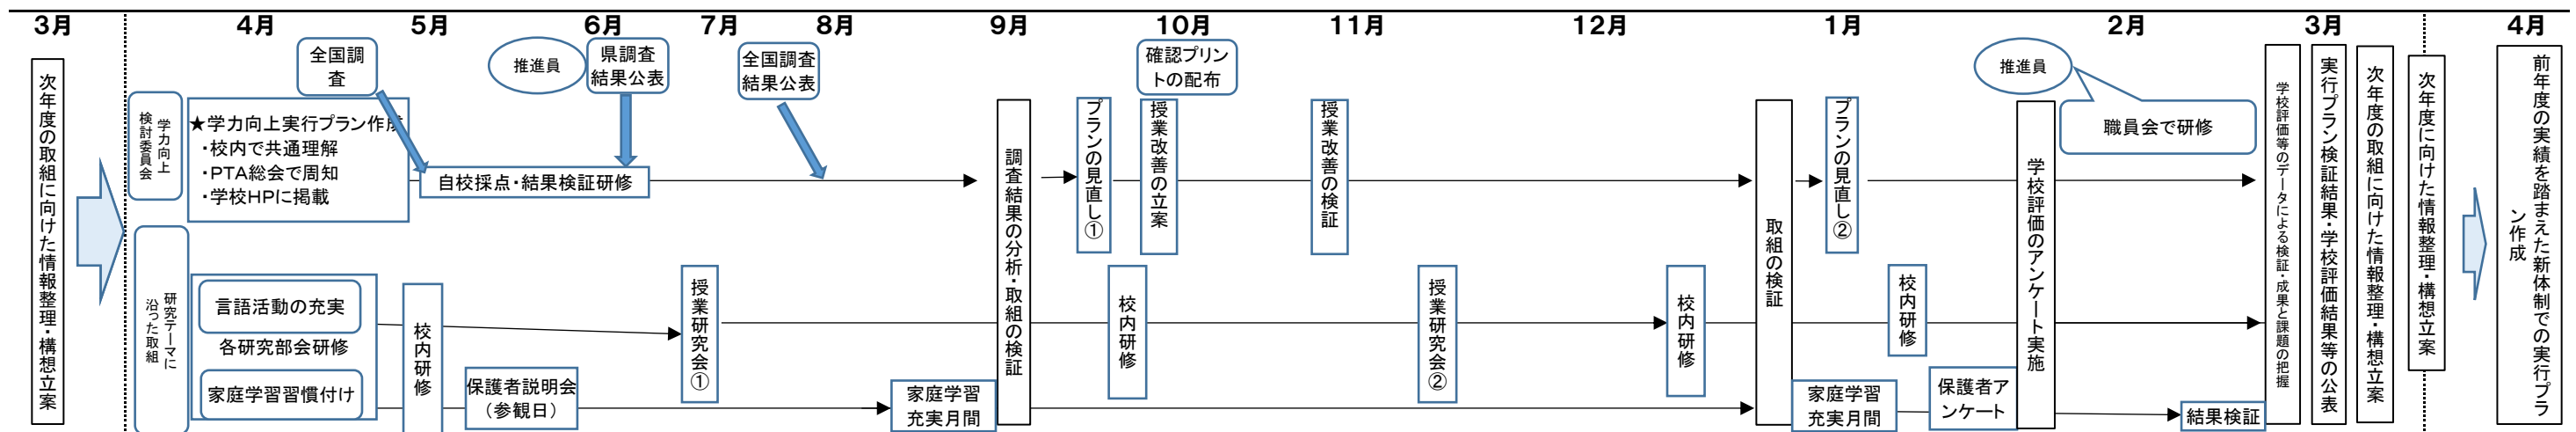 3月
4月
5月
6月
7月
8月
9月
10月
11月
12月
1月
2月
3月
4月
次年度の取組に向けた情報整理・構想立案
学力向上
検討委員会
★学力向上実行プラン作成
・校内で共通理解
・PTA総会で周知
・学校HPに掲載
全国調
査
推進員
県調査
結果公表
自校採点・結果検証研修
全国調査
結果公表
研究テーマに
沿った取組
言語活動の充実
各研究部会研修
家庭学習習慣付け
校内研修
保護者説明会
（参観日）
授業研究会①
家庭学習
充実月間
調査結果の分析・取組の検証
プランの見直し①
確認プリン
トの配布
授業改善の立案
校内研修
授業改善の検証
授業研究会②
校内研修
取組の検証
プランの見直し②
家庭学習
充実月間
校内研修
保護者ア
ンケート
推進員
学校評価のアンケート実施
職員会で研修
結果検証
学校評価等のデータによる検証・成果と課題の把握
実行プラン検証結果・学校評価結果等の公表
次年度の取組に向けた情報整理・構想立案
次年度に向けた情報整理・構想立案
前年度の実績を踏まえた新体制での実行プラ
ン作成